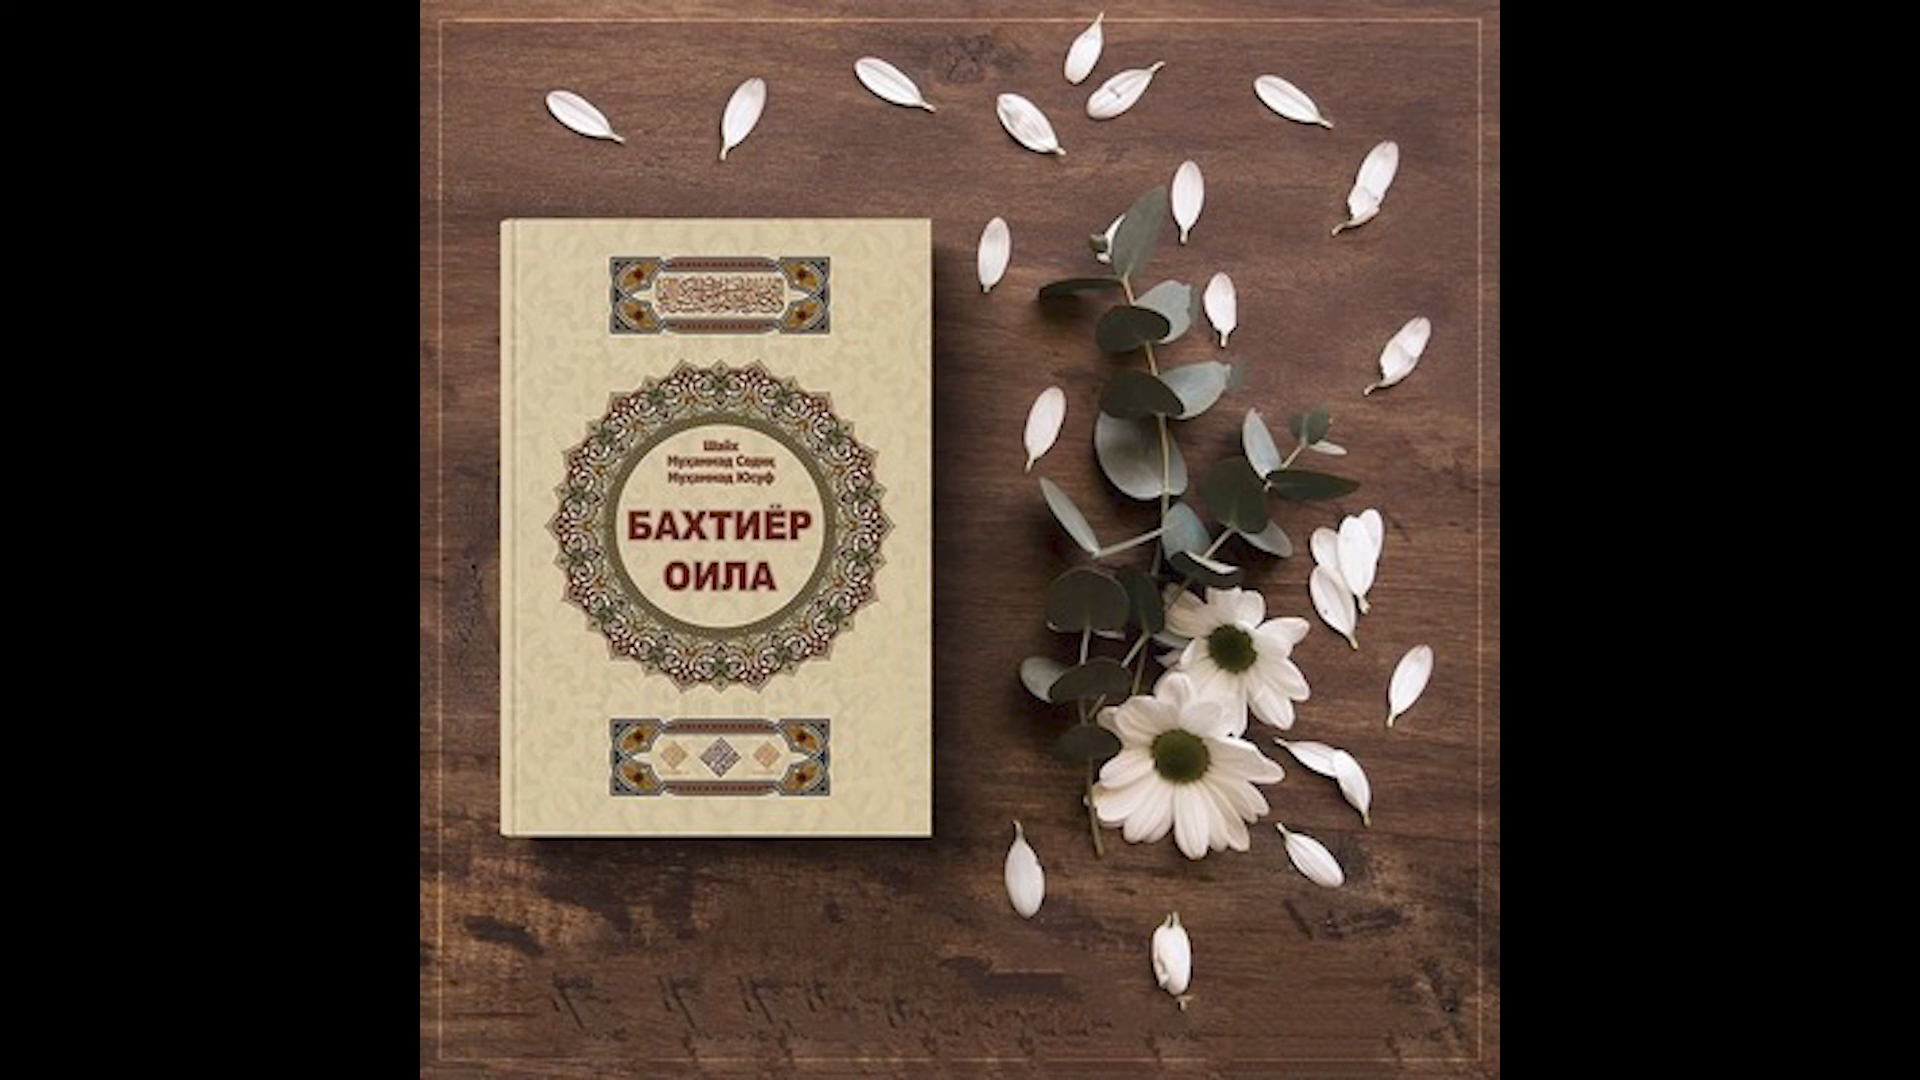 Шайх
Муҳаммад Содиқ
Муҳаммад Юсуф
БАХТИЁР
ОИЛА